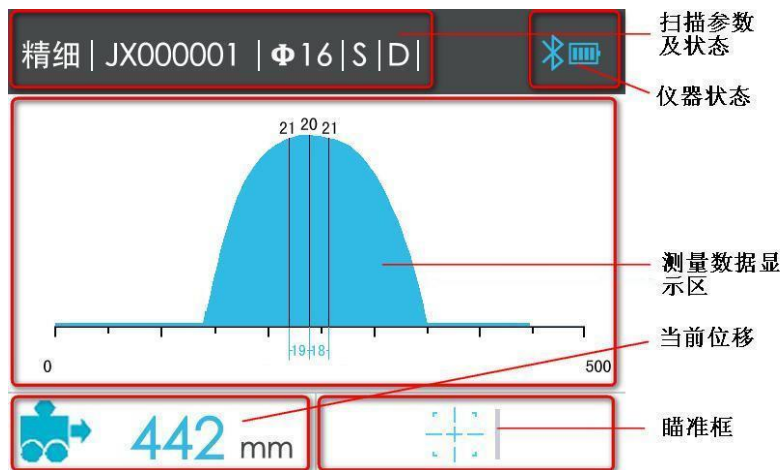 精细 | JX000001 | Φ16 | S | D |
扫描参数
及状态
仪器状态
21 20 21
测量数据显
示区
19 18
0 500
当前位移
442 mm
瞄准框